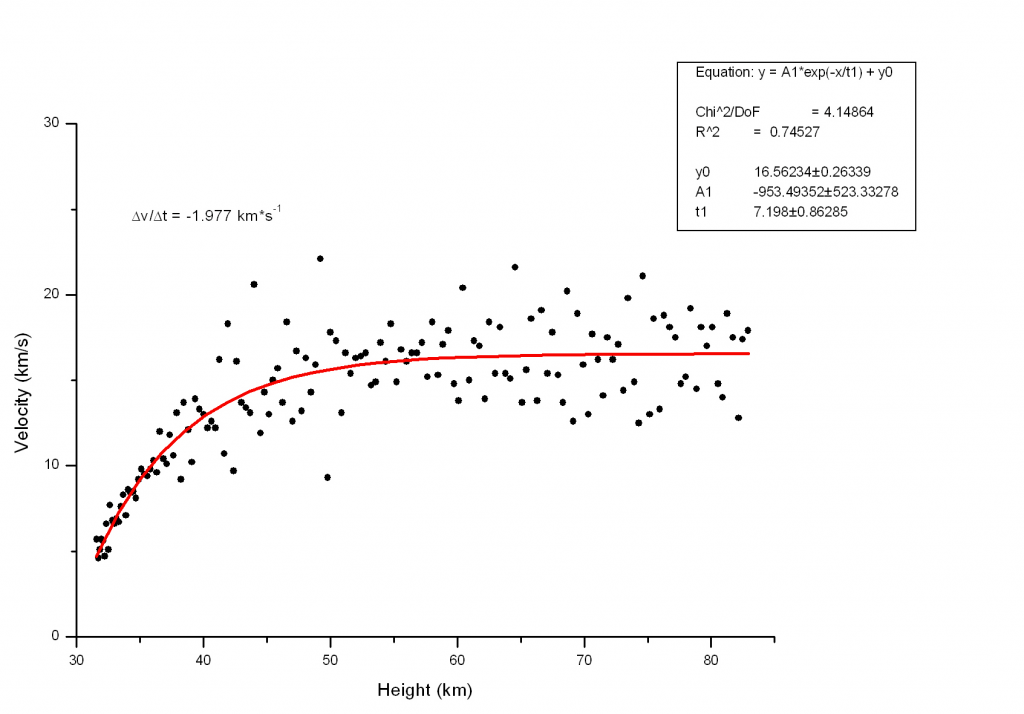 Equation: y = A1*exp(-x/t1) + y0
Chi^2/DoF = 4.14864
R^2 = 0.74527
y0 16.56234±0.26339
A1 -953.49352±523.33278
t1 7.198±0.86285
30
Δv/Δt = -1.977 km*s⁻¹
20
Velocity (km/s)
10
0
30 40 50 60 70 80
Height (km)